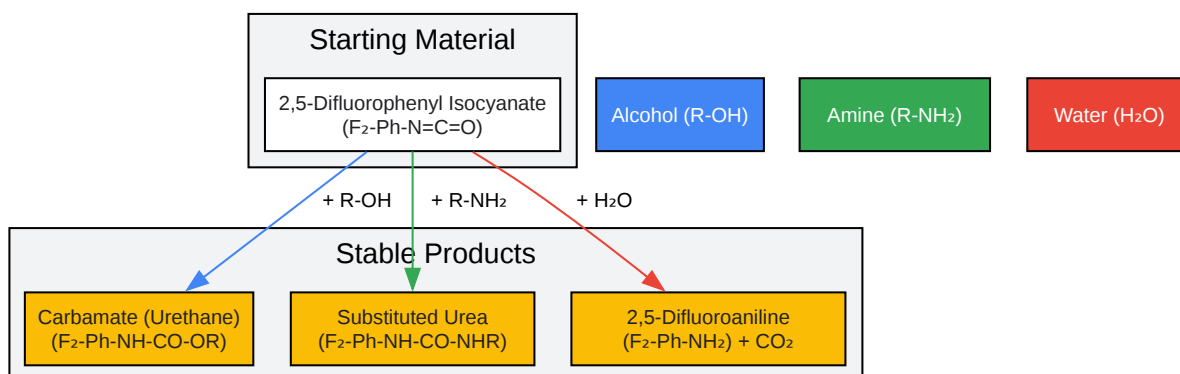 Starting Material
2,5-Difluorophenyl Isocyanate
(F₂-Ph-N=C=O)
Alcohol (R-OH)
Amine (R-NH₂)
Water (H₂O)
+ R-OH
+ R-NH₂
+ H₂O
Stable Products
Carbamate (Urethane)
(F₂-Ph-NH-CO-OR)
Substituted Urea
(F₂-Ph-NH-CO-NHR)
2,5-Difluoroaniline
(F₂-Ph-NH₂) + CO₂